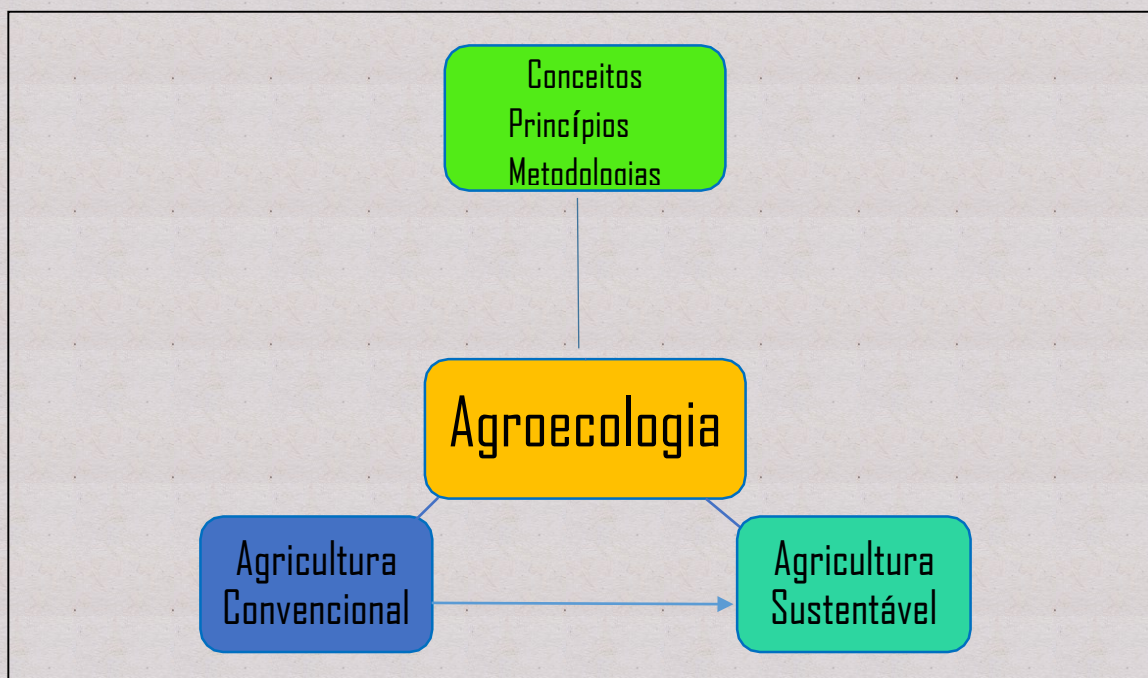 Conceitos
Princípios
Metodologias
Agroecologia
Agricultura
Convencional
Agricultura
Sustentável